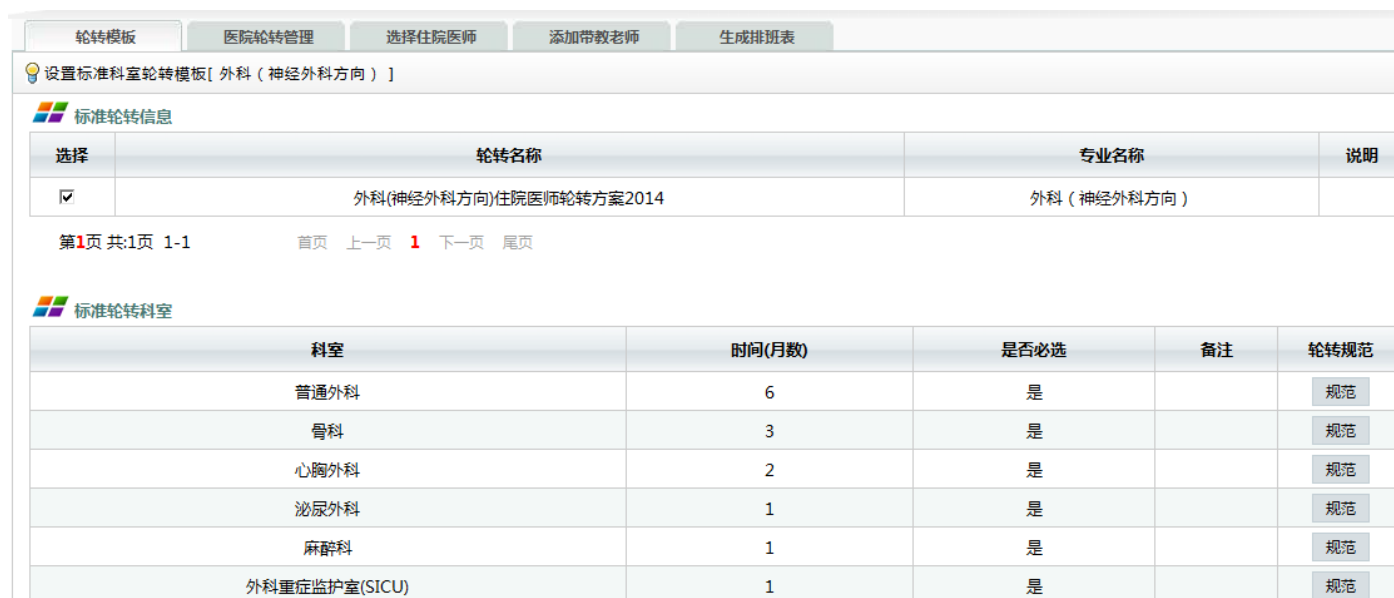 轮转模板 医院轮转管理 选择住院医师 添加带教老师 生成排班表
设置标准科室轮转模板[ 外科（神经外科方向） ]
标准轮转信息
选择 轮转名称 专业名称 说明
外科(神经外科方向)住院医师轮转方案2014 外科（神经外科方向）
第1页 共:1页 1-1 首页 上一页 1 下一页 尾页
标准轮转科室
科室 时间(月数) 是否必选 备注 轮转规范
普通外科 6 是 规范
骨科 3 是 规范
心胸外科 2 是 规范
泌尿外科 1 是 规范
麻醉科 1 是 规范
外科重症监护室(SICU) 1 是 规范